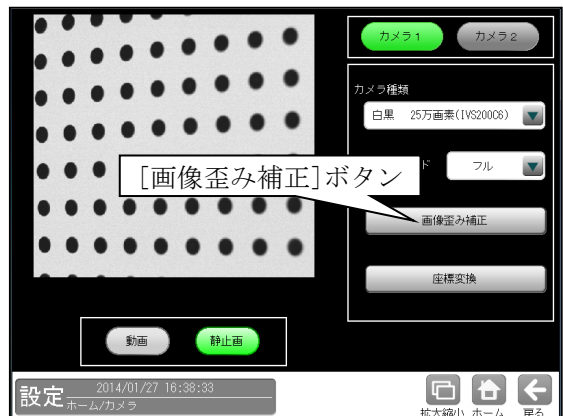 カメラ1
カメラ2
カメラ種類
白黒 25万画素(IVS200C6)
ド
フル
[画像歪み補正]ボタン
画像歪み補正
座標変換
動画
静止画
設定
2014/01/27 16:38:33
ホーム/カメラ
拡大縮小
ホーム
戻る